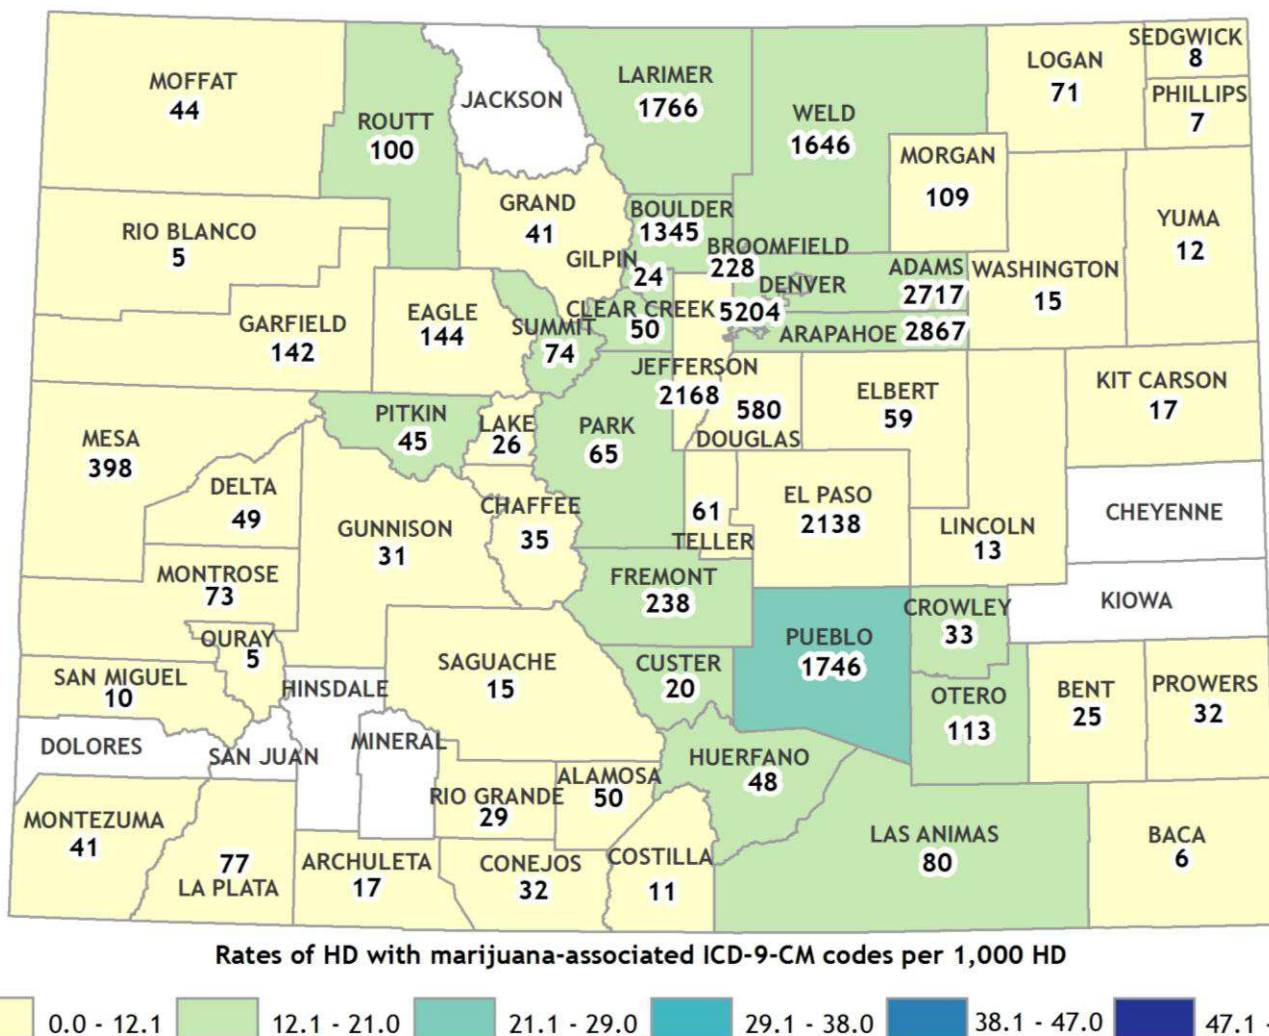 SEDGWICK
8
LOGAN
71
MOFFAT
44
LARIMER
1766
JACKSON
PHILLIPS
7
ROUTT
100
WELD
1646
MORGAN
109
GRAND
41
BOULDER
1345
YUMA
12
RIO BLANCO
5
GILPIN
24
BROOMFIELD
228
ADAMS
2717
WASHINGTON
15
DENVER
5204
EAGLE
144
CLEAR CREEK
50
GARFIELD
142
SUMMIT
74
ARAPAHOE 2867
JEFFERSON
2168
KIT CARSON
17
ELBERT
59
580
DOUGLAS
PITKIN
45
LAKE
26
PARK
65
MESA
398
DELTA
49
EL PASO
2138
CHAFFEE
35
61
TELLER
CHEYENNE
GUNNISON
31
LINCOLN
13
MONTROSE
73
FREMONT
238
KIOWA
CROWLEY
33
OURAY
5
PUEBLO
1746
SAGUACHE
15
CUSTER
20
SAN MIGUEL
10
HINSDALE
BENT
25
PROWERS
32
OTERO
113
DOLORES
SAN JUAN
MINERAL
HUERFANO
48
ALAMOSA
50
RIO GRANDE
29
MONTEZUMA
41
LAS ANIMAS
80
BACA
6
77
LA PLATA
ARCHULETA
17
CONEJOS
32
COSTILLA
11
Rates of HD with marijuana-associated ICD-9-CM codes per 1,000 HD
0.0 - 12.1 12.1 - 21.0 21.1 - 29.0 29.1 - 38.0 38.1 - 47.0 47.1 -